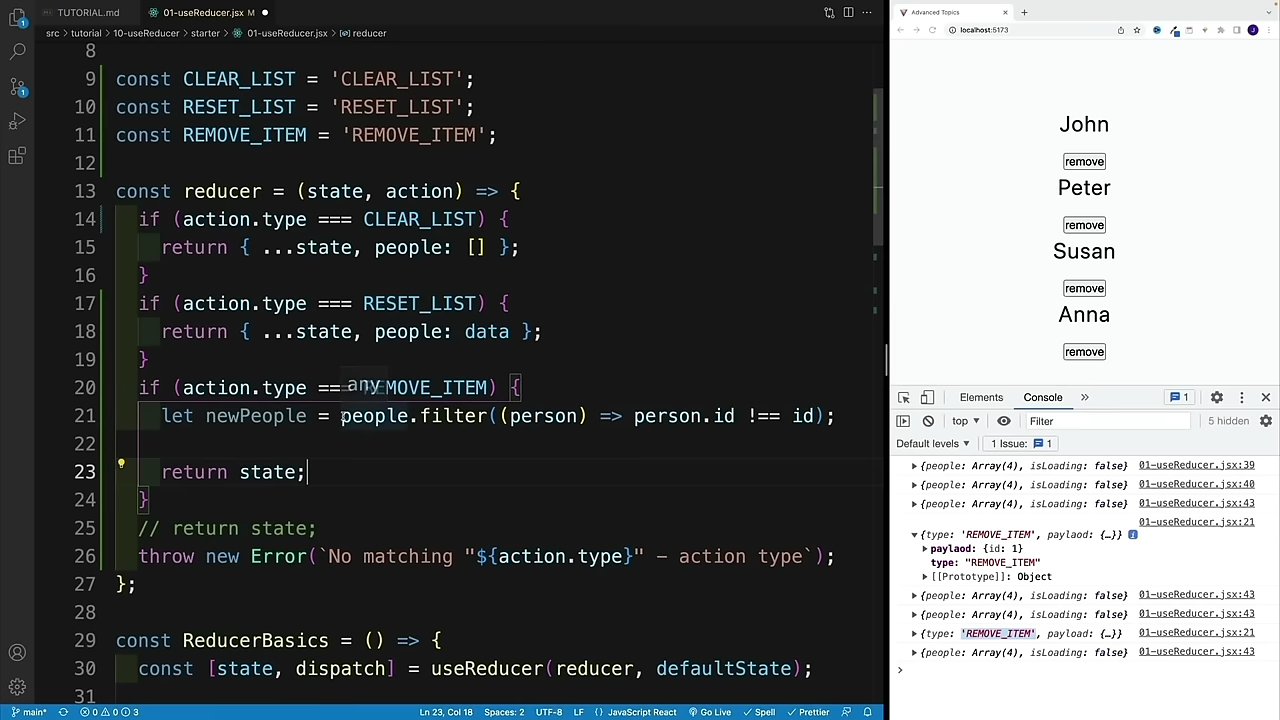 TUTORIAL.md
01-useReducer.jsx M
src > tutorial > 10-useReducer > starter > 01-useReducer.jsx > reducer
8
9 const CLEAR_LIST = 'CLEAR_LIST';
10 const RESET_LIST = 'RESET_LIST';
11 const REMOVE_ITEM = 'REMOVE_ITEM';
12
13 const reducer = (state, action) => {
14 if (action.type === CLEAR_LIST) {
15 return { ...state, people: [] };
16 }
17 if (action.type === RESET_LIST) {
18 return { ...state, people: data };
19 }
20 if (action.type === REMOVE_ITEM) {
any
21 let newPeople = people.filter((person) => person.id !== id);
22
23 return state;
24 }
25 // return state;
26 throw new Error(`No matching "${action.type}" - action type`);
27 };
28
29 const ReducerBasics = () => {
30 const [state, dispatch] = useReducer(reducer, defaultState);
31
main* 0 0 3 Ln 23, Col 18 Spaces: 2 UTF-8 LF {} JavaScript React Go Live Spell Prettier
1
1
Advanced Topics
localhost:5173
J
John
remove
Peter
remove
Susan
remove
Anna
remove
Elements Console 1
top Filter 5 hidden
Default levels 1 Issue: 1
{people: Array(4), isLoading: false} 01-useReducer.jsx:39
{people: Array(4), isLoading: false} 01-useReducer.jsx:40
{people: Array(4), isLoading: false} 01-useReducer.jsx:43
01-useReducer.jsx:21
{type: 'REMOVE_ITEM', paylaod: {…}}
paylaod: {id: 1}
type: "REMOVE_ITEM"
[[Prototype]]: Object
{people: Array(4), isLoading: false} 01-useReducer.jsx:43
{people: Array(4), isLoading: false} 01-useReducer.jsx:43
{type: 'REMOVE_ITEM', payload: {…}} 01-useReducer.jsx:21
{people: Array(4), isLoading: false} 01-useReducer.jsx:43